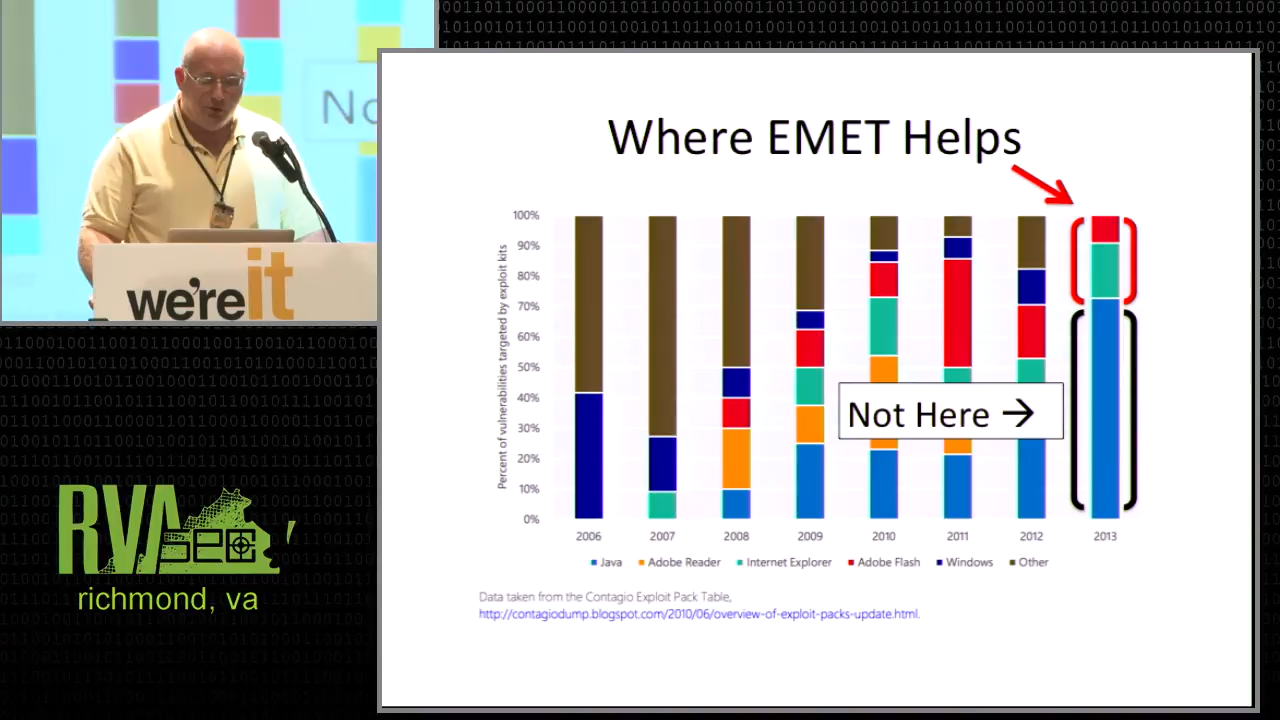 Where EMET Helps
Percent of vulnerabilities targeted by exploit kits
100%
90%
80%
70%
60%
50%
40%
30%
20%
10%
0%
Not Here →
2006 2007 2008 2009 2010 2011 2012 2013
Java Adobe Reader Internet Explorer Adobe Flash Windows Other
Data taken from the Contagio Exploit Pack Table,
http://contagiodump.blogspot.com/2010/06/overview-of-exploit-packs-update.html.
No
we're it
RVA
SEC
richmond, va